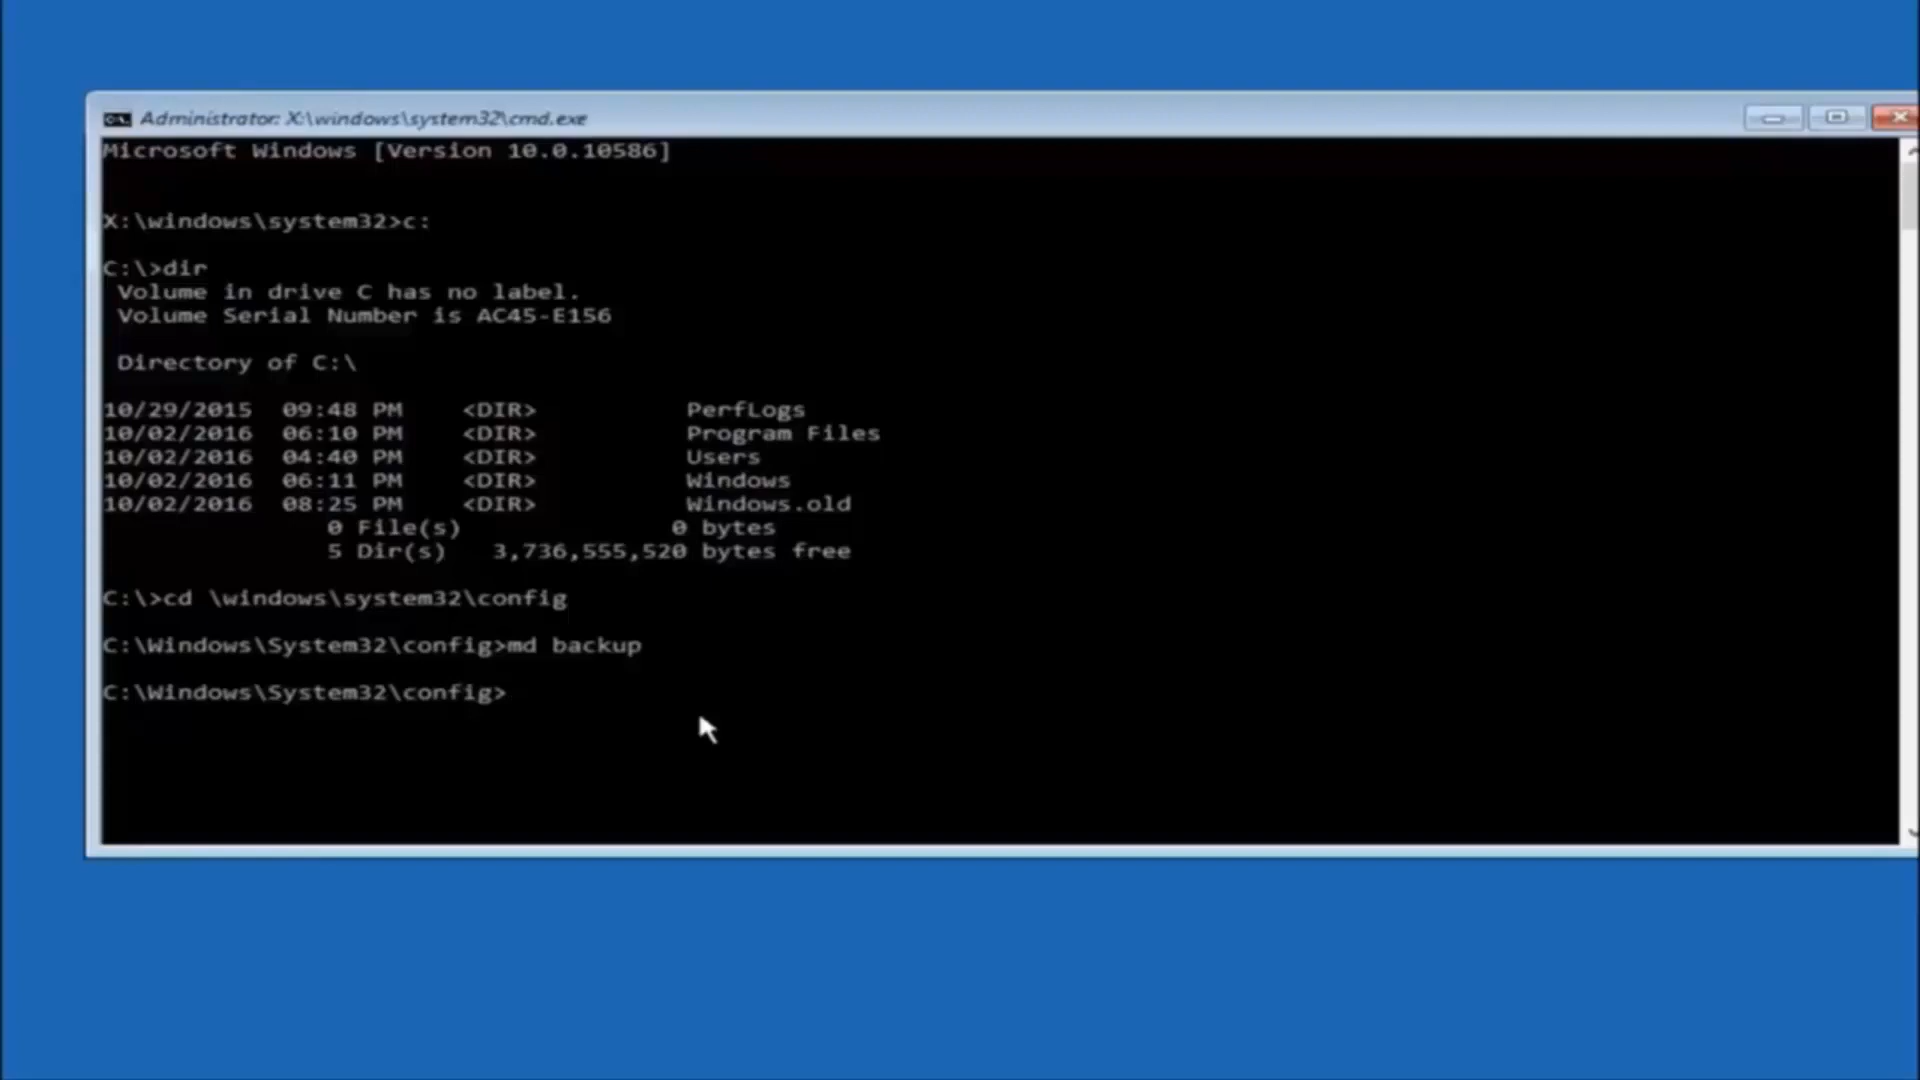 Administrator: X:\windows\system32\cmd.exe
Microsoft Windows [Version 10.0.10586]
X:\windows\system32>c:
C:\>dir
Volume in drive C has no label.
Volume Serial Number is AC45-E156
Directory of C:\
10/29/2015 09:48 PM <DIR> PerfLogs
10/02/2016 06:10 PM <DIR> Program Files
10/02/2016 04:40 PM <DIR> Users
10/02/2016 06:11 PM <DIR> Windows
10/02/2016 08:25 PM <DIR> Windows.old
0 File(s) 0 bytes
5 Dir(s) 3,736,555,520 bytes free
C:\>cd \windows\system32\config
C:\Windows\System32\config>md backup
C:\Windows\System32\config>